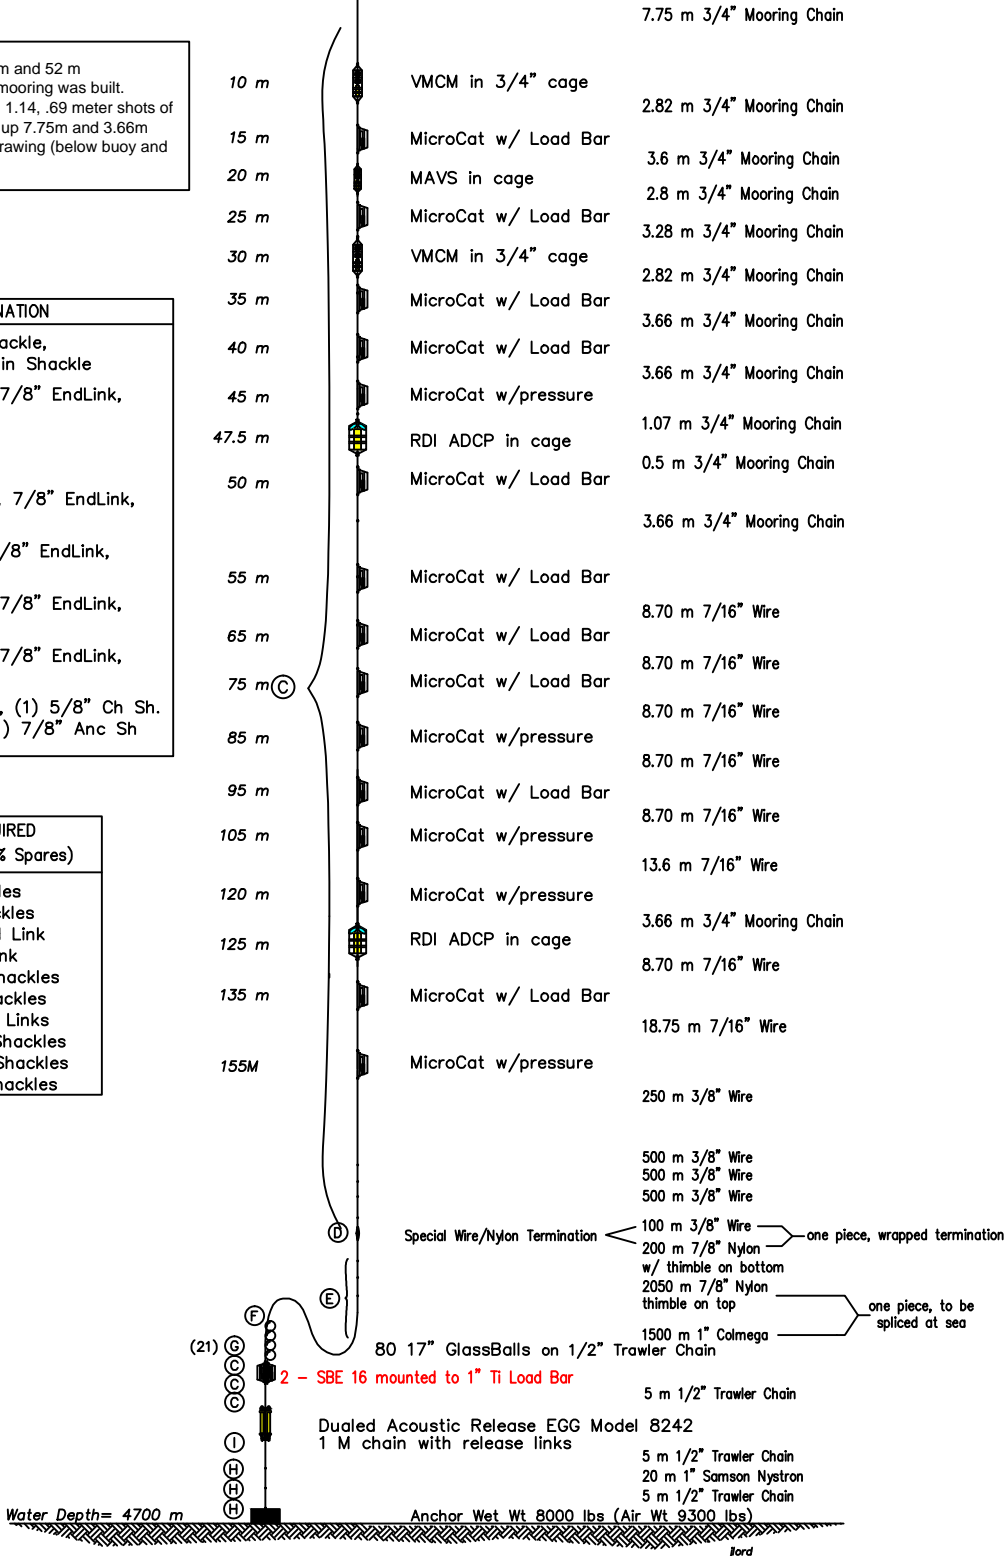 7.75 m 3/4" Mooring Chain
m and 52 m
mooring was built.
1.14, .69 meter shots of
up 7.75m and 3.66m
rawing (below buoy and
10 m VMCM in 3/4" cage
2.82 m 3/4" Mooring Chain
15 m MicroCat w/ Load Bar
3.6 m 3/4" Mooring Chain
20 m MAVS in cage
2.8 m 3/4" Mooring Chain
25 m MicroCat w/ Load Bar
3.28 m 3/4" Mooring Chain
30 m VMCM in 3/4" cage
2.82 m 3/4" Mooring Chain
35 m MicroCat w/ Load Bar
3.66 m 3/4" Mooring Chain
40 m MicroCat w/ Load Bar
3.66 m 3/4" Mooring Chain
45 m MicroCat w/pressure
1.07 m 3/4" Mooring Chain
47.5 m RDI ADCP in cage
0.5 m 3/4" Mooring Chain
50 m MicroCat w/ Load Bar
3.66 m 3/4" Mooring Chain
55 m MicroCat w/ Load Bar
8.70 m 7/16" Wire
65 m MicroCat w/ Load Bar
8.70 m 7/16" Wire
75 m C MicroCat w/ Load Bar
8.70 m 7/16" Wire
85 m MicroCat w/pressure
8.70 m 7/16" Wire
95 m MicroCat w/ Load Bar
8.70 m 7/16" Wire
105 m MicroCat w/pressure
13.6 m 7/16" Wire
120 m MicroCat w/pressure
3.66 m 3/4" Mooring Chain
125 m RDI ADCP in cage
8.70 m 7/16" Wire
135 m MicroCat w/ Load Bar
18.75 m 7/16" Wire
155M MicroCat w/pressure
250 m 3/8" Wire
NATION
ackle,
in Shackle
7/8" EndLink,
7/8" EndLink,
/8" EndLink,
7/8" EndLink,
7/8" EndLink,
, (1) 5/8" Ch Sh.
) 7/8" Anc Sh
UIRED
% Spares)
les
ckles
d Link
nk
hackles
ackles
Links
Shackles
Shackles
hackles
500 m 3/8" Wire
500 m 3/8" Wire
500 m 3/8" Wire
D Special Wire/Nylon Termination
100 m 3/8" Wire
200 m 7/8" Nylon
one piece, wrapped termination
w/ thimble on bottom
2050 m 7/8" Nylon
thimble on top
1500 m 1" Colmega
one piece, to be
spliced at sea
E
F
(21) G 80 17" GlassBalls on 1/2" Trawler Chain
C
2 - SBE 16 mounted to 1" Ti Load Bar
C
5 m 1/2" Trawler Chain
C
Dualed Acoustic Release EGG Model 8242
1 M chain with release links
I
5 m 1/2" Trawler Chain
H
20 m 1" Samson Nystron
H
5 m 1/2" Trawler Chain
H
Water Depth= 4700 m Anchor Wet Wt 8000 lbs (Air Wt 9300 lbs)